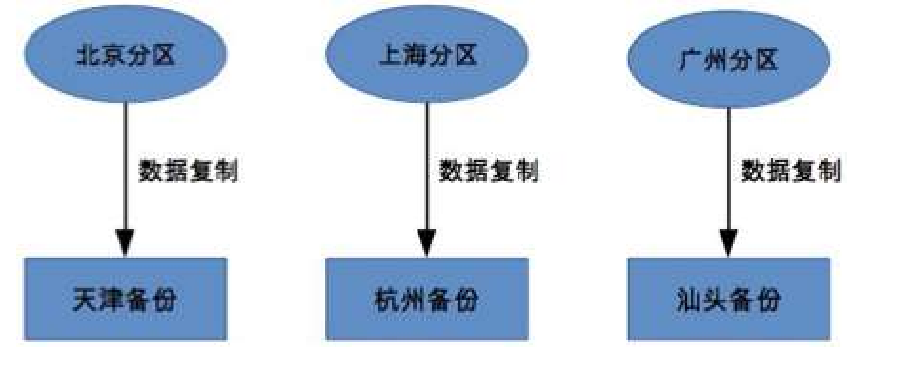 北京分区
上海分区
广州分区
数据复制
数据复制
数据复制
天津备份
杭州备份
汕头备份